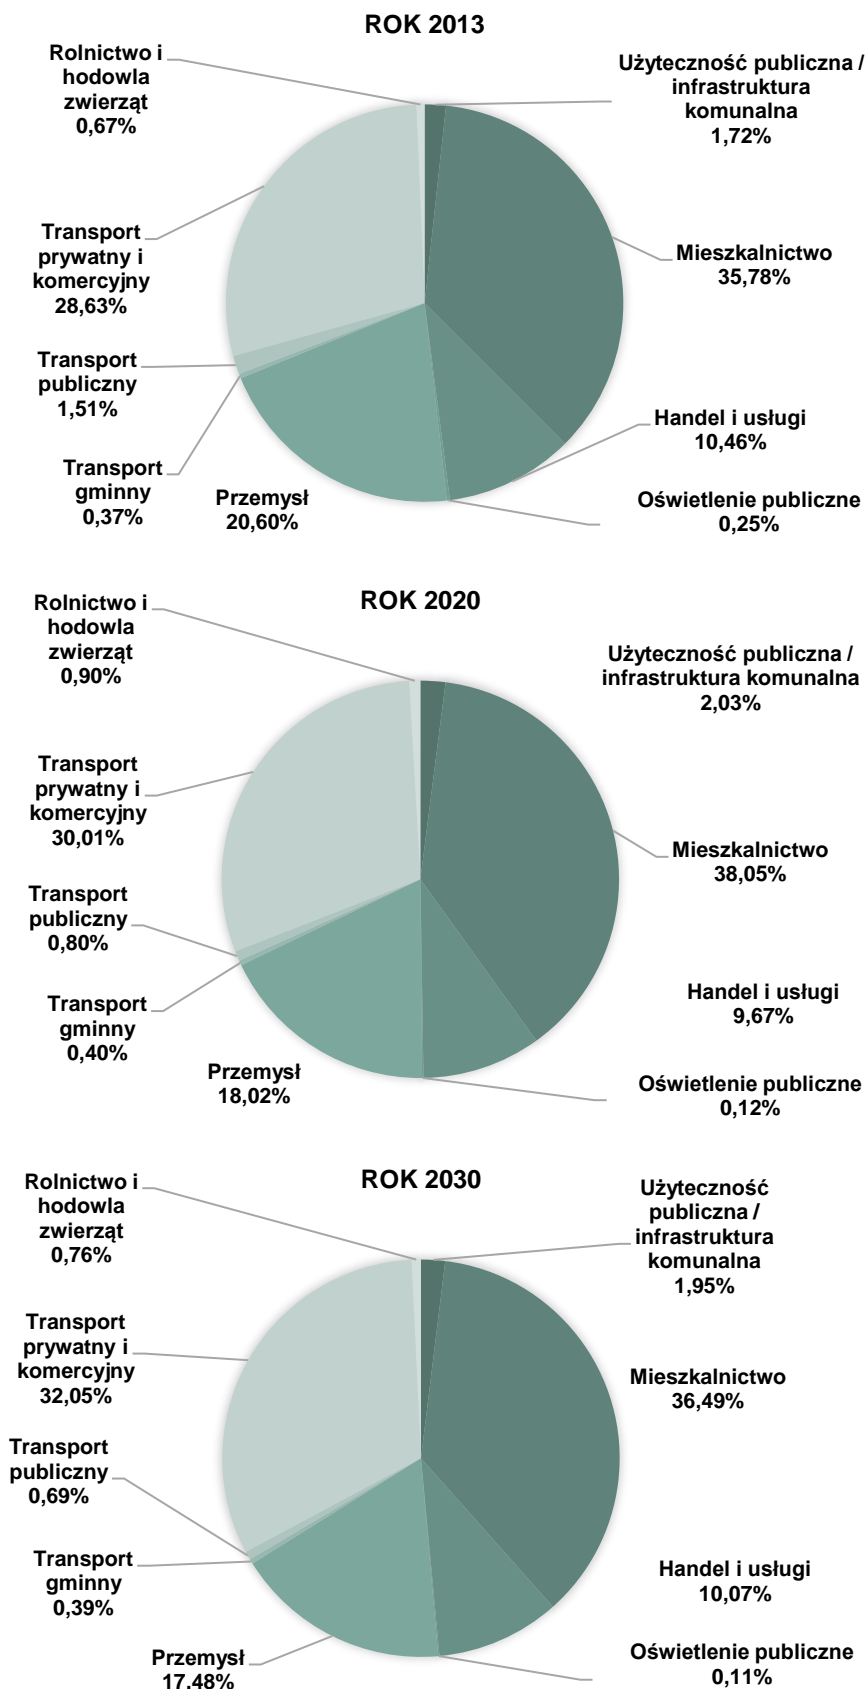 ROK 2013
Rolnictwo i
hodowla
zwierząt
0,67%
Użyteczność publiczna /
infrastruktura
komunalna
1,72%
Transport
prywatny i
komercyjny
28,63%
Mieszkalnictwo
35,78%
Transport
publiczny
1,51%
Handel i usługi
10,46%
Transport
gminny
0,37%
Przemysł
20,60%
Oświetlenie publiczne
0,25%
ROK 2020
Rolnictwo i
hodowla
zwierząt
0,90%
Użyteczność publiczna /
infrastruktura komunalna
2,03%
Transport
prywatny i
komercyjny
30,01%
Mieszkalnictwo
38,05%
Transport
publiczny
0,80%
Handel i usługi
9,67%
Transport
gminny
0,40%
Przemysł
18,02%
Oświetlenie publiczne
0,12%
ROK 2030
Rolnictwo i
hodowla
zwierząt
0,76%
Użyteczność
publiczna /
infrastruktura
komunalna
1,95%
Transport
prywatny i
komercyjny
32,05%
Mieszkalnictwo
36,49%
Transport
publiczny
0,69%
Transport
gminny
0,39%
Handel i usługi
10,07%
Przemysł
17,48%
Oświetlenie publiczne
0,11%